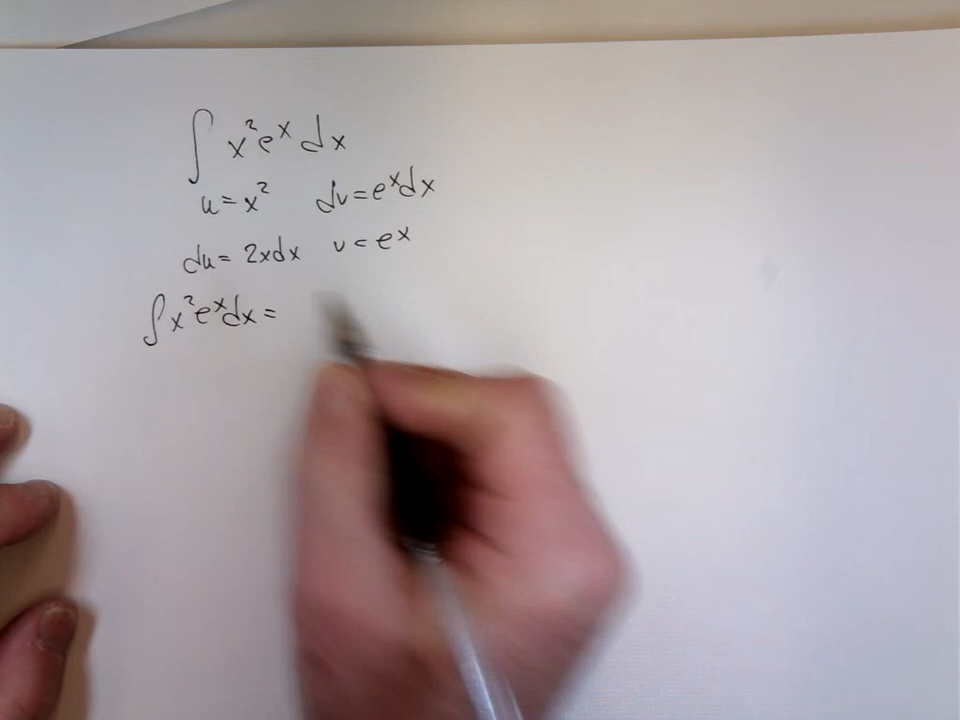 ∫ x²eˣ dx
u = x² dv = eˣdx
du = 2xdx v = eˣ
∫x²eˣdx =